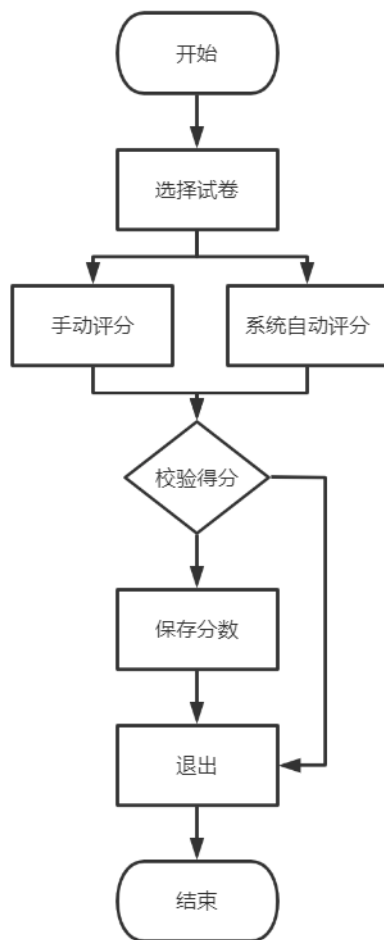 开始
选择试卷
手动评分
系统自动评分
校验得分
保存分数
退出
结束